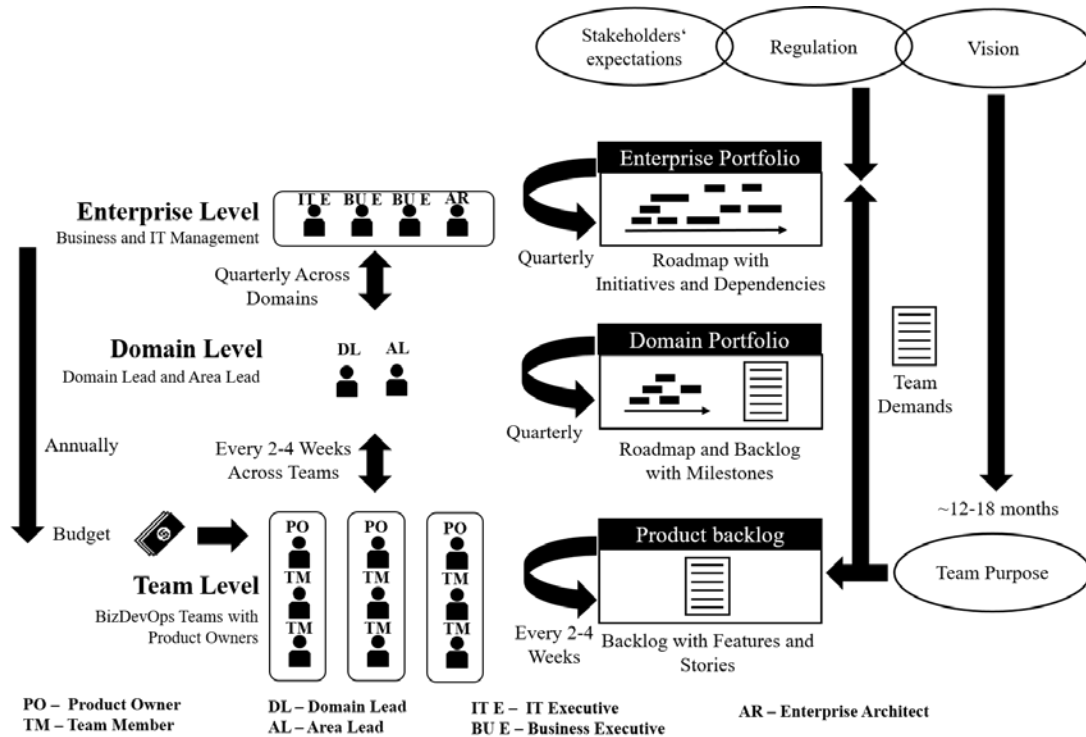 Stakeholders‘
expectations
Regulation
Vision
Enterprise Portfolio
IT E BU E BU E AR
Enterprise Level
Business and IT Management
Quarterly
Roadmap with
Initiatives and Dependencies
Quarterly Across
Domains
Domain Portfolio
Domain Level
DL AL
Domain Lead and Area Lead
Team
Demands
Quarterly
Roadmap and Backlog
with Milestones
Annually
Every 2-4 Weeks
Across Teams
~12-18 months
Budget
PO PO PO
Product backlog
Team Level
TM TM TM
Team Purpose
BizDevOps Teams with
Product Owners
TM TM TM
Every 2-4
Weeks
Backlog with Features and
Stories
PO – Product Owner
TM – Team Member
DL – Domain Lead
AL – Area Lead
IT E – IT Executive
BU E – Business Executive
AR – Enterprise Architect